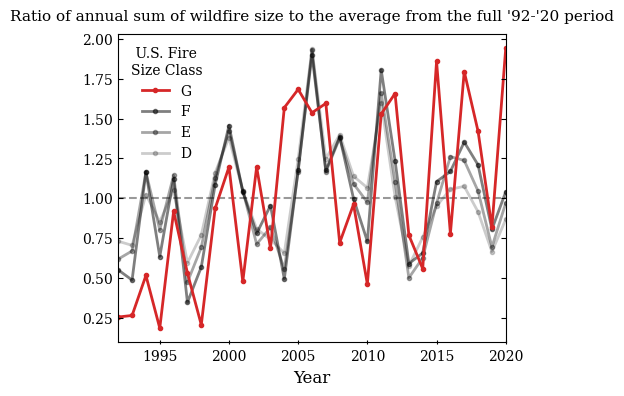 Ratio of annual sum of wildfire size to the average from the full '92-'20 period
2.00
1.75
1.50
1.25
1.00
0.75
0.50
0.25
U.S. Fire
Size Class
G
F
E
D
1995
2000
2005
2010
2015
2020
Year